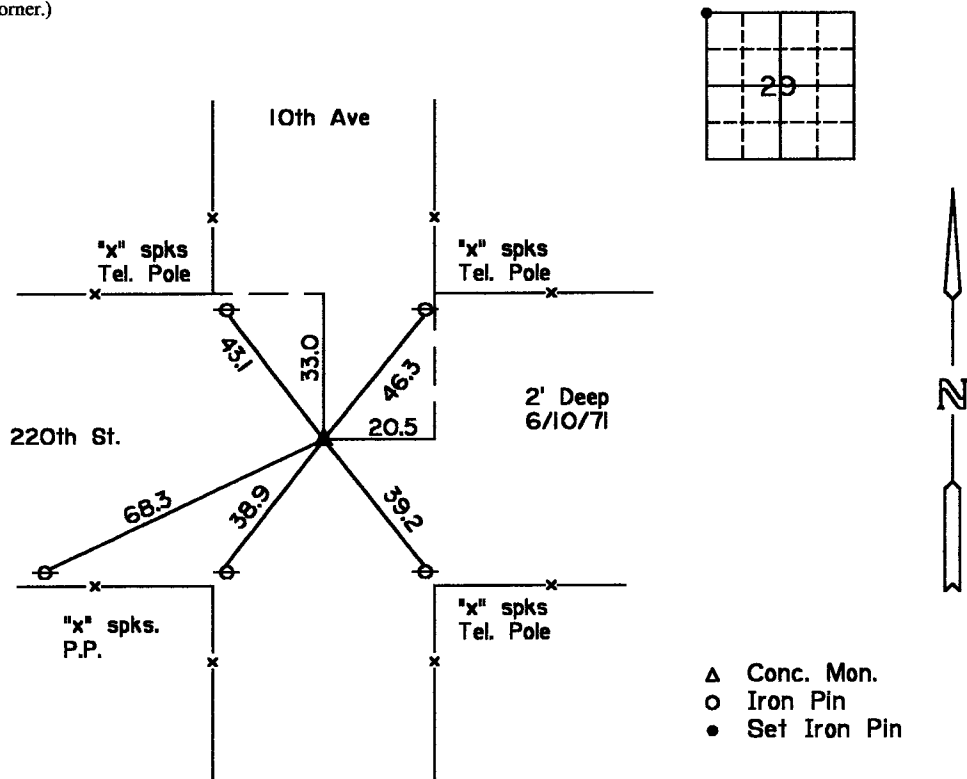 orner.)
29
10th Ave
"x" spks
Tel. Pole
"x" spks
Tel. Pole
43.1
33.0
46.3
20.5
2' Deep
6/10/71
N
220th St.
68.3
38.9
39.2
"x" spks.
P.P.
"x" spks
Tel. Pole
Conc. Mon.
Iron Pin
Set Iron Pin